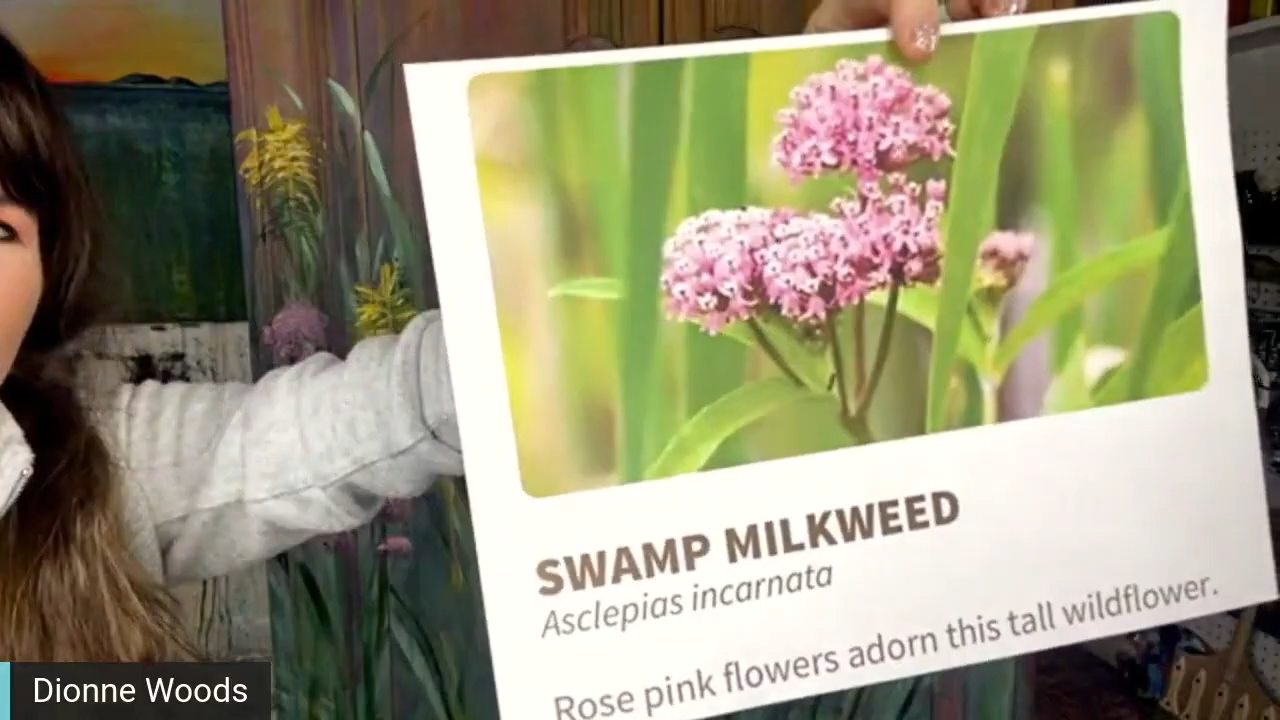 SWAMP MILKWEED
Asclepias incarnata
Rose pink flowers adorn this tall wildflower.
Dionne Woods